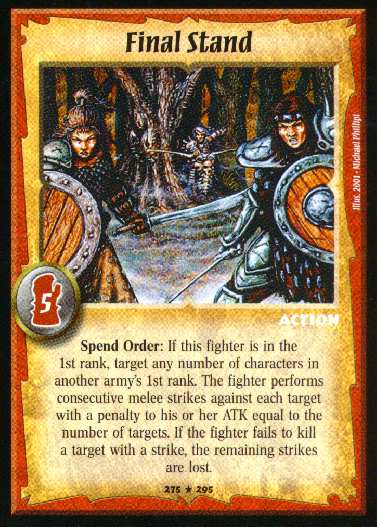 Final Stand
Illus. 2001 - Michael Phillipi
5
ACTION
Spend Order: If this fighter is in the
1st rank, target any number of characters in
another army's 1st rank. The fighter performs
consecutive melee strikes against each target
with a penalty to his or her ATK equal to the
number of targets. If the fighter fails to kill
a target with a strike, the remaining strikes
are lost.
275 ★ 295